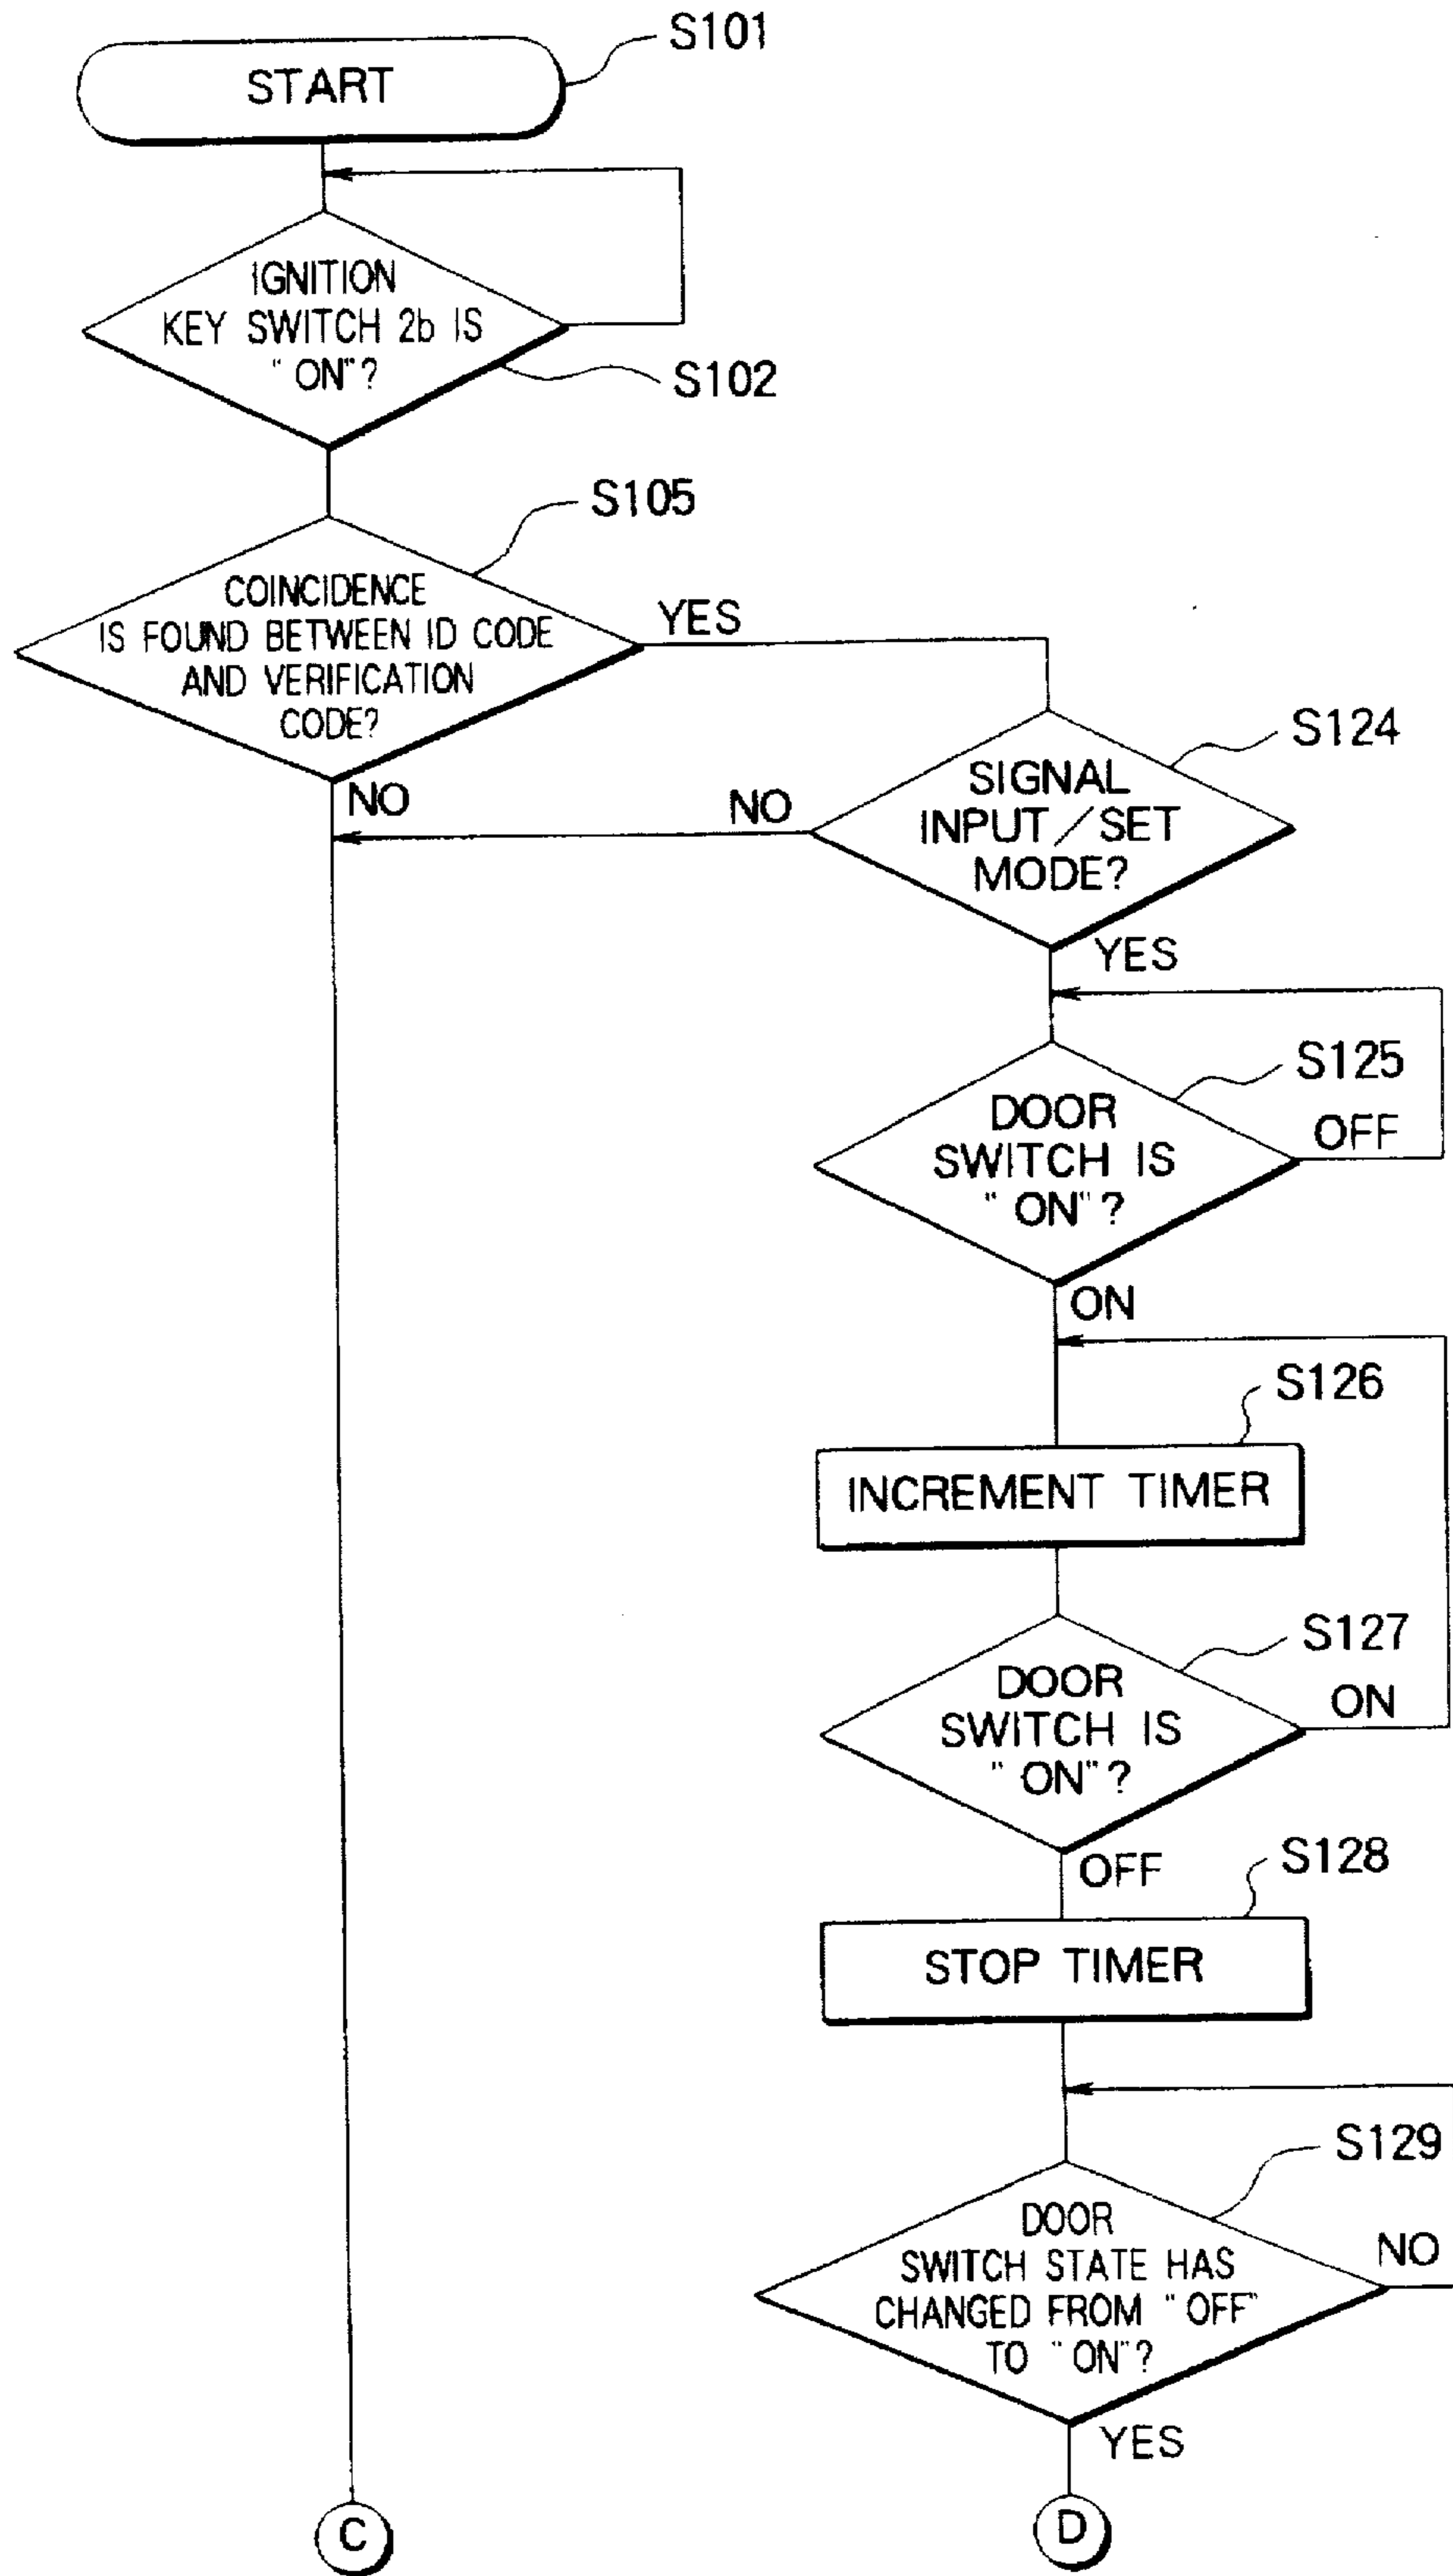 START
S101
IGNITION
KEY SWITCH 2b IS
"ON"?
S102
S105
COINCIDENCE
IS FOUND BETWEEN ID CODE
AND VERIFICATION
CODE?
YES
NO
S124
SIGNAL
INPUT/SET
MODE?
NO
YES
S125
DOOR
SWITCH IS
"ON"?
OFF
ON
S126
INCREMENT TIMER
S127
DOOR
SWITCH IS
"ON"?
ON
OFF
S128
STOP TIMER
S129
DOOR
SWITCH STATE HAS
CHANGED FROM "OFF"
TO "ON"?
NO
YES
C
D